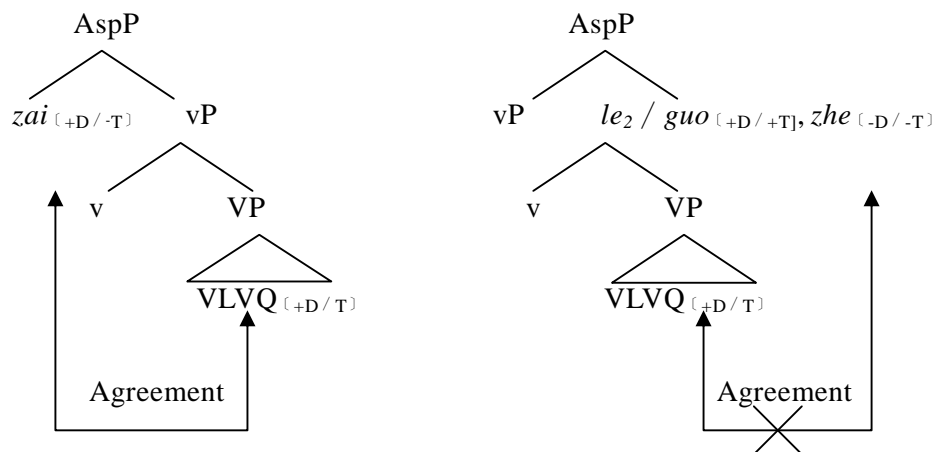 AspP AspP
zai〔+D / -T〕 vP vP le₂ / guo〔+D / +T], zhe〔-D / -T〕
v VP v VP
VLVQ〔+D / T〕 VLVQ〔+D / T〕
Agreement Agreement